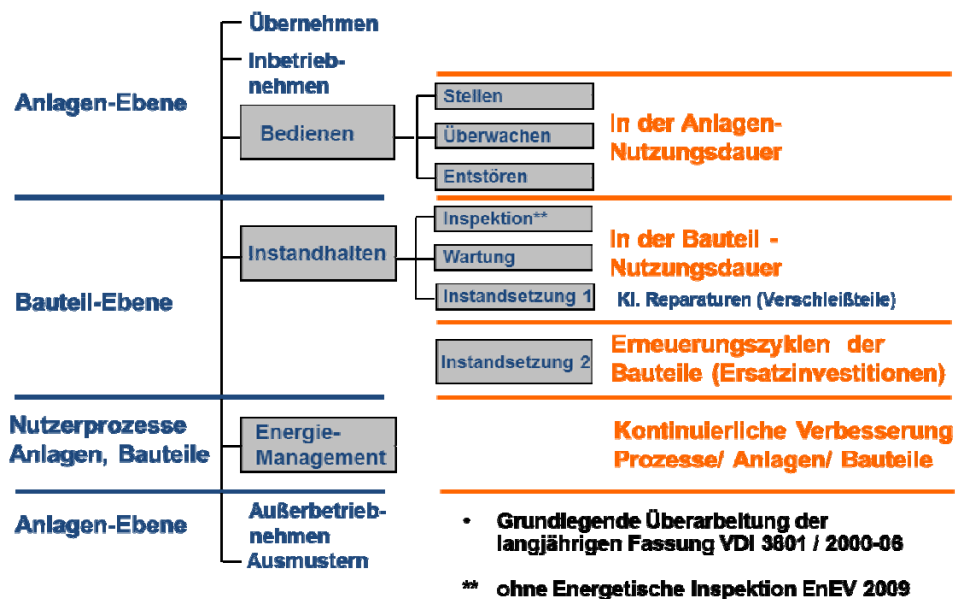 Übernehmen
Inbetrieb-
nehmen
Anlagen-Ebene
Bedienen
Stellen
Überwachen
Entstören
In der Anlagen-
Nutzungsdauer
Bauteil-Ebene
Instandhalten
Inspektion**
Wartung
Instandsetzung 1
In der Bauteil -
Nutzungsdauer
Kl. Reparaturen (Verschleißteile)
Instandsetzung 2
Erneuerungszyklen der
Bauteile (Ersatzinvestitionen)
Nutzerprozesse
Anlagen, Bauteile
Energie-
Management
Kontinuierliche Verbesserung
Prozesse/ Anlagen/ Bauteile
Anlagen-Ebene
Außerbetrieb-
nehmen
Ausmustern
• Grundlegende Überarbeitung der
langjährigen Fassung VDI 3801 / 2000-06
** ohne Energetische Inspektion EnEV 2009